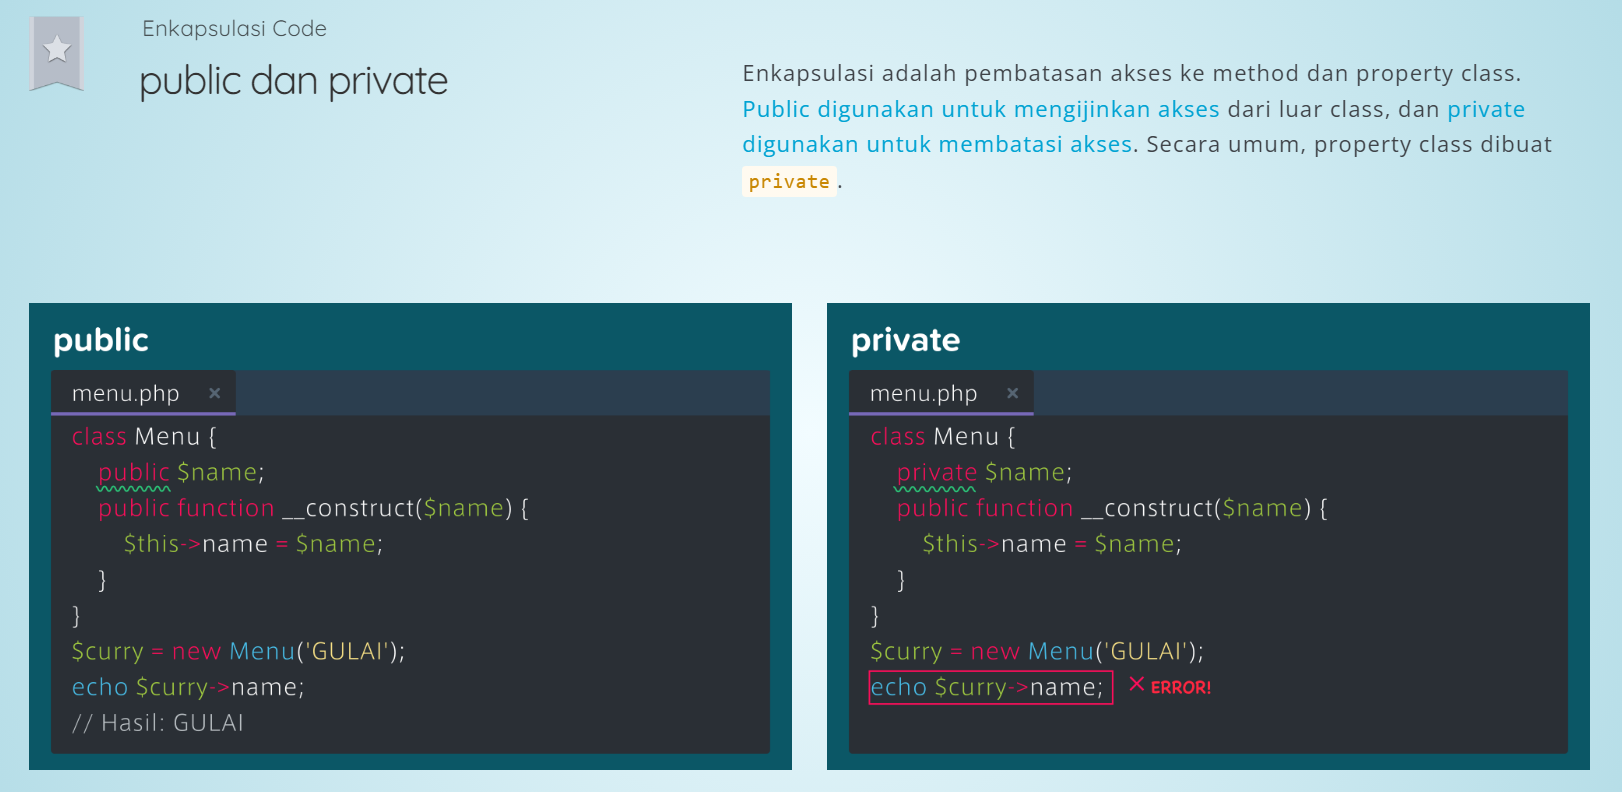 Enkapsulasi Code
public dan private
Enkapsulasi adalah pembatasan akses ke method dan property class.
Public digunakan untuk mengijinkan akses dari luar class, dan private
digunakan untuk membatasi akses. Secara umum, property class dibuat
private.
public
menu.php ×
class Menu {
public $name;
public function __construct($name) {
$this->name = $name;
}
}
$curry = new Menu('GULAI');
echo $curry->name;
// Hasil: GULAI
private
menu.php ×
class Menu {
private $name;
public function __construct($name) {
$this->name = $name;
}
}
$curry = new Menu('GULAI');
echo $curry->name; × ERROR!